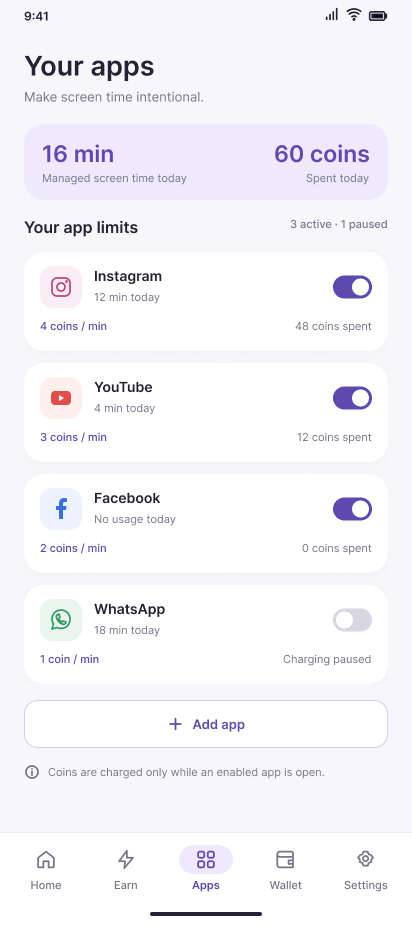 9:41
Your apps
Make screen time intentional.
16 min
60 coins
Managed screen time today
Spent today
Your app limits
3 active · 1 paused
Instagram
12 min today
4 coins / min
48 coins spent
YouTube
4 min today
3 coins / min
12 coins spent
Facebook
No usage today
2 coins / min
0 coins spent
WhatsApp
18 min today
1 coin / min
Charging paused
Add app
Coins are charged only while an enabled app is open.
Home
Earn
Apps
Wallet
Settings